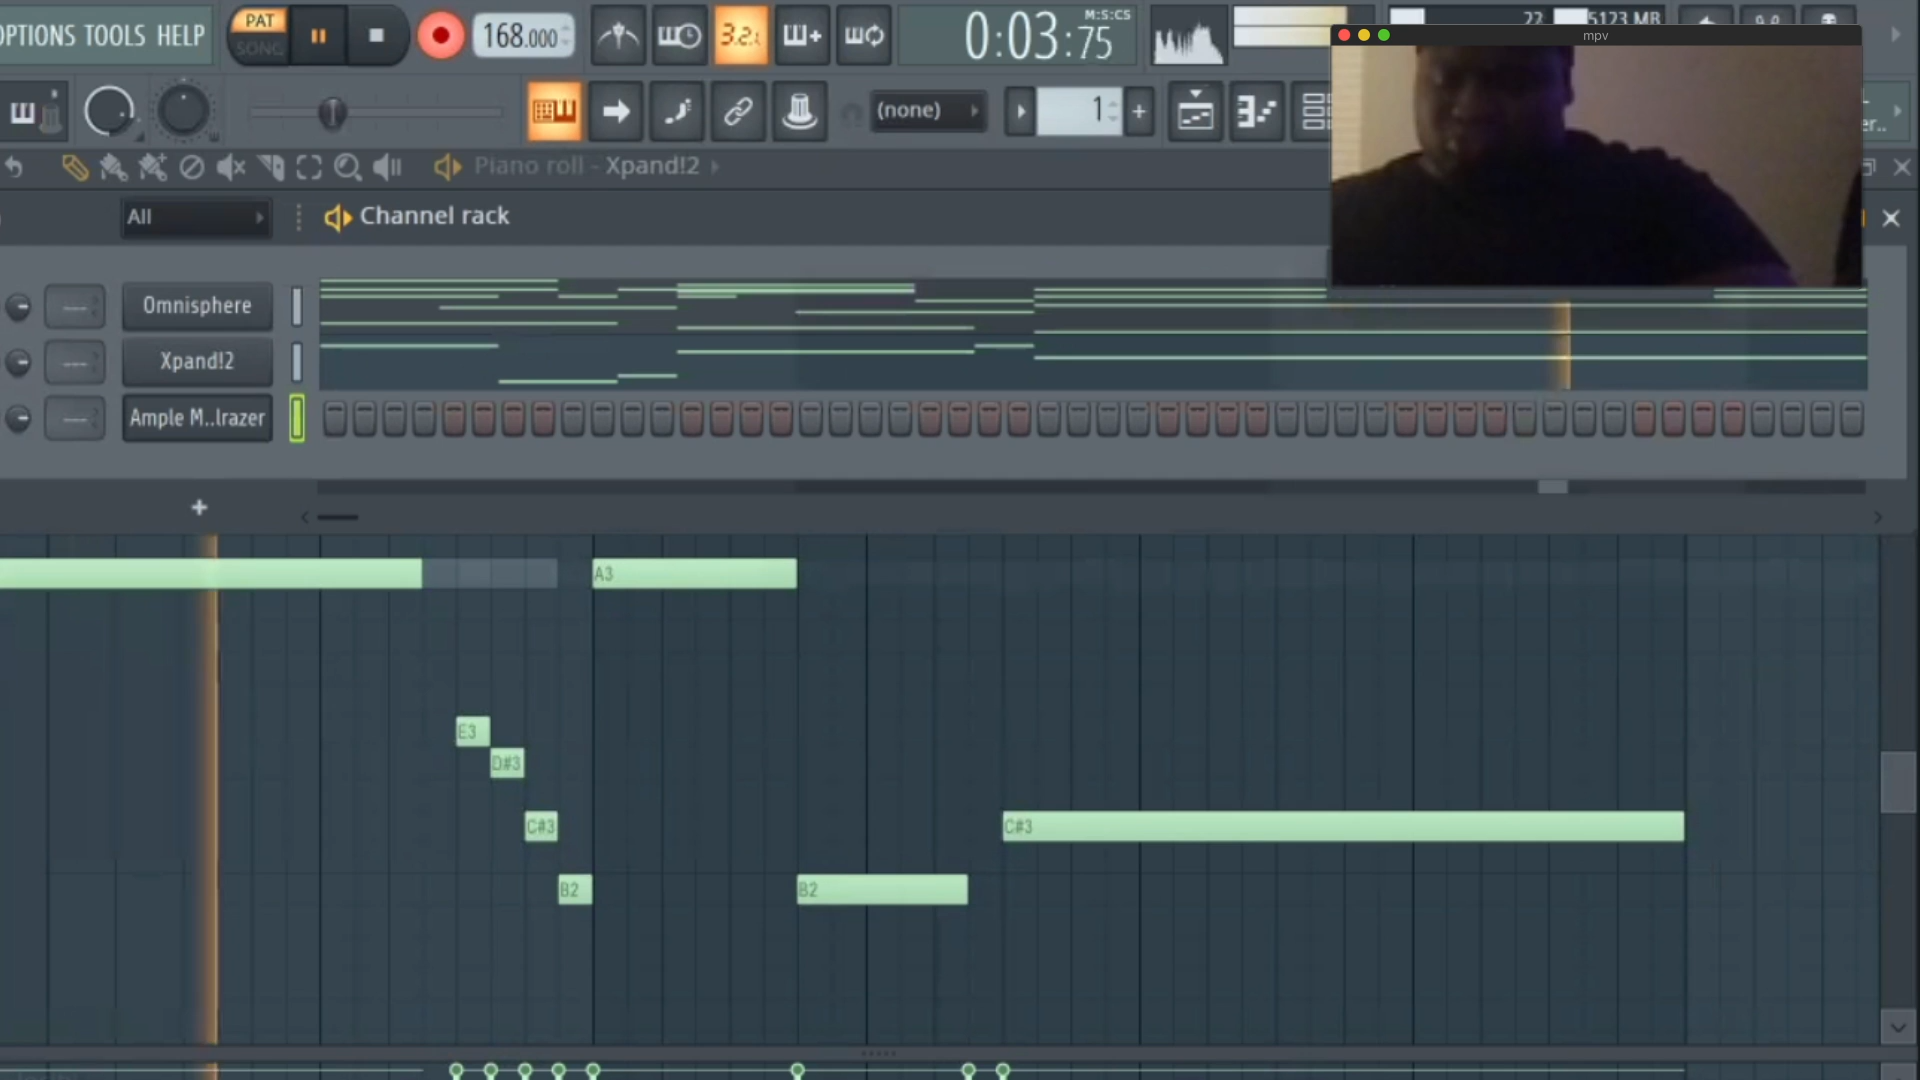 OPTIONS TOOLS HELP
PAT
SONG
168.000
3.2.
0:03:75
M:S:CS
22
5123 MB
mpv
(none)
1
Piano roll - Xpand!2
er..
All
Channel rack
Omnisphere
Xpand!2
Ample M..lrazer
A3
E3
D#3
C#3
C#3
B2
B2